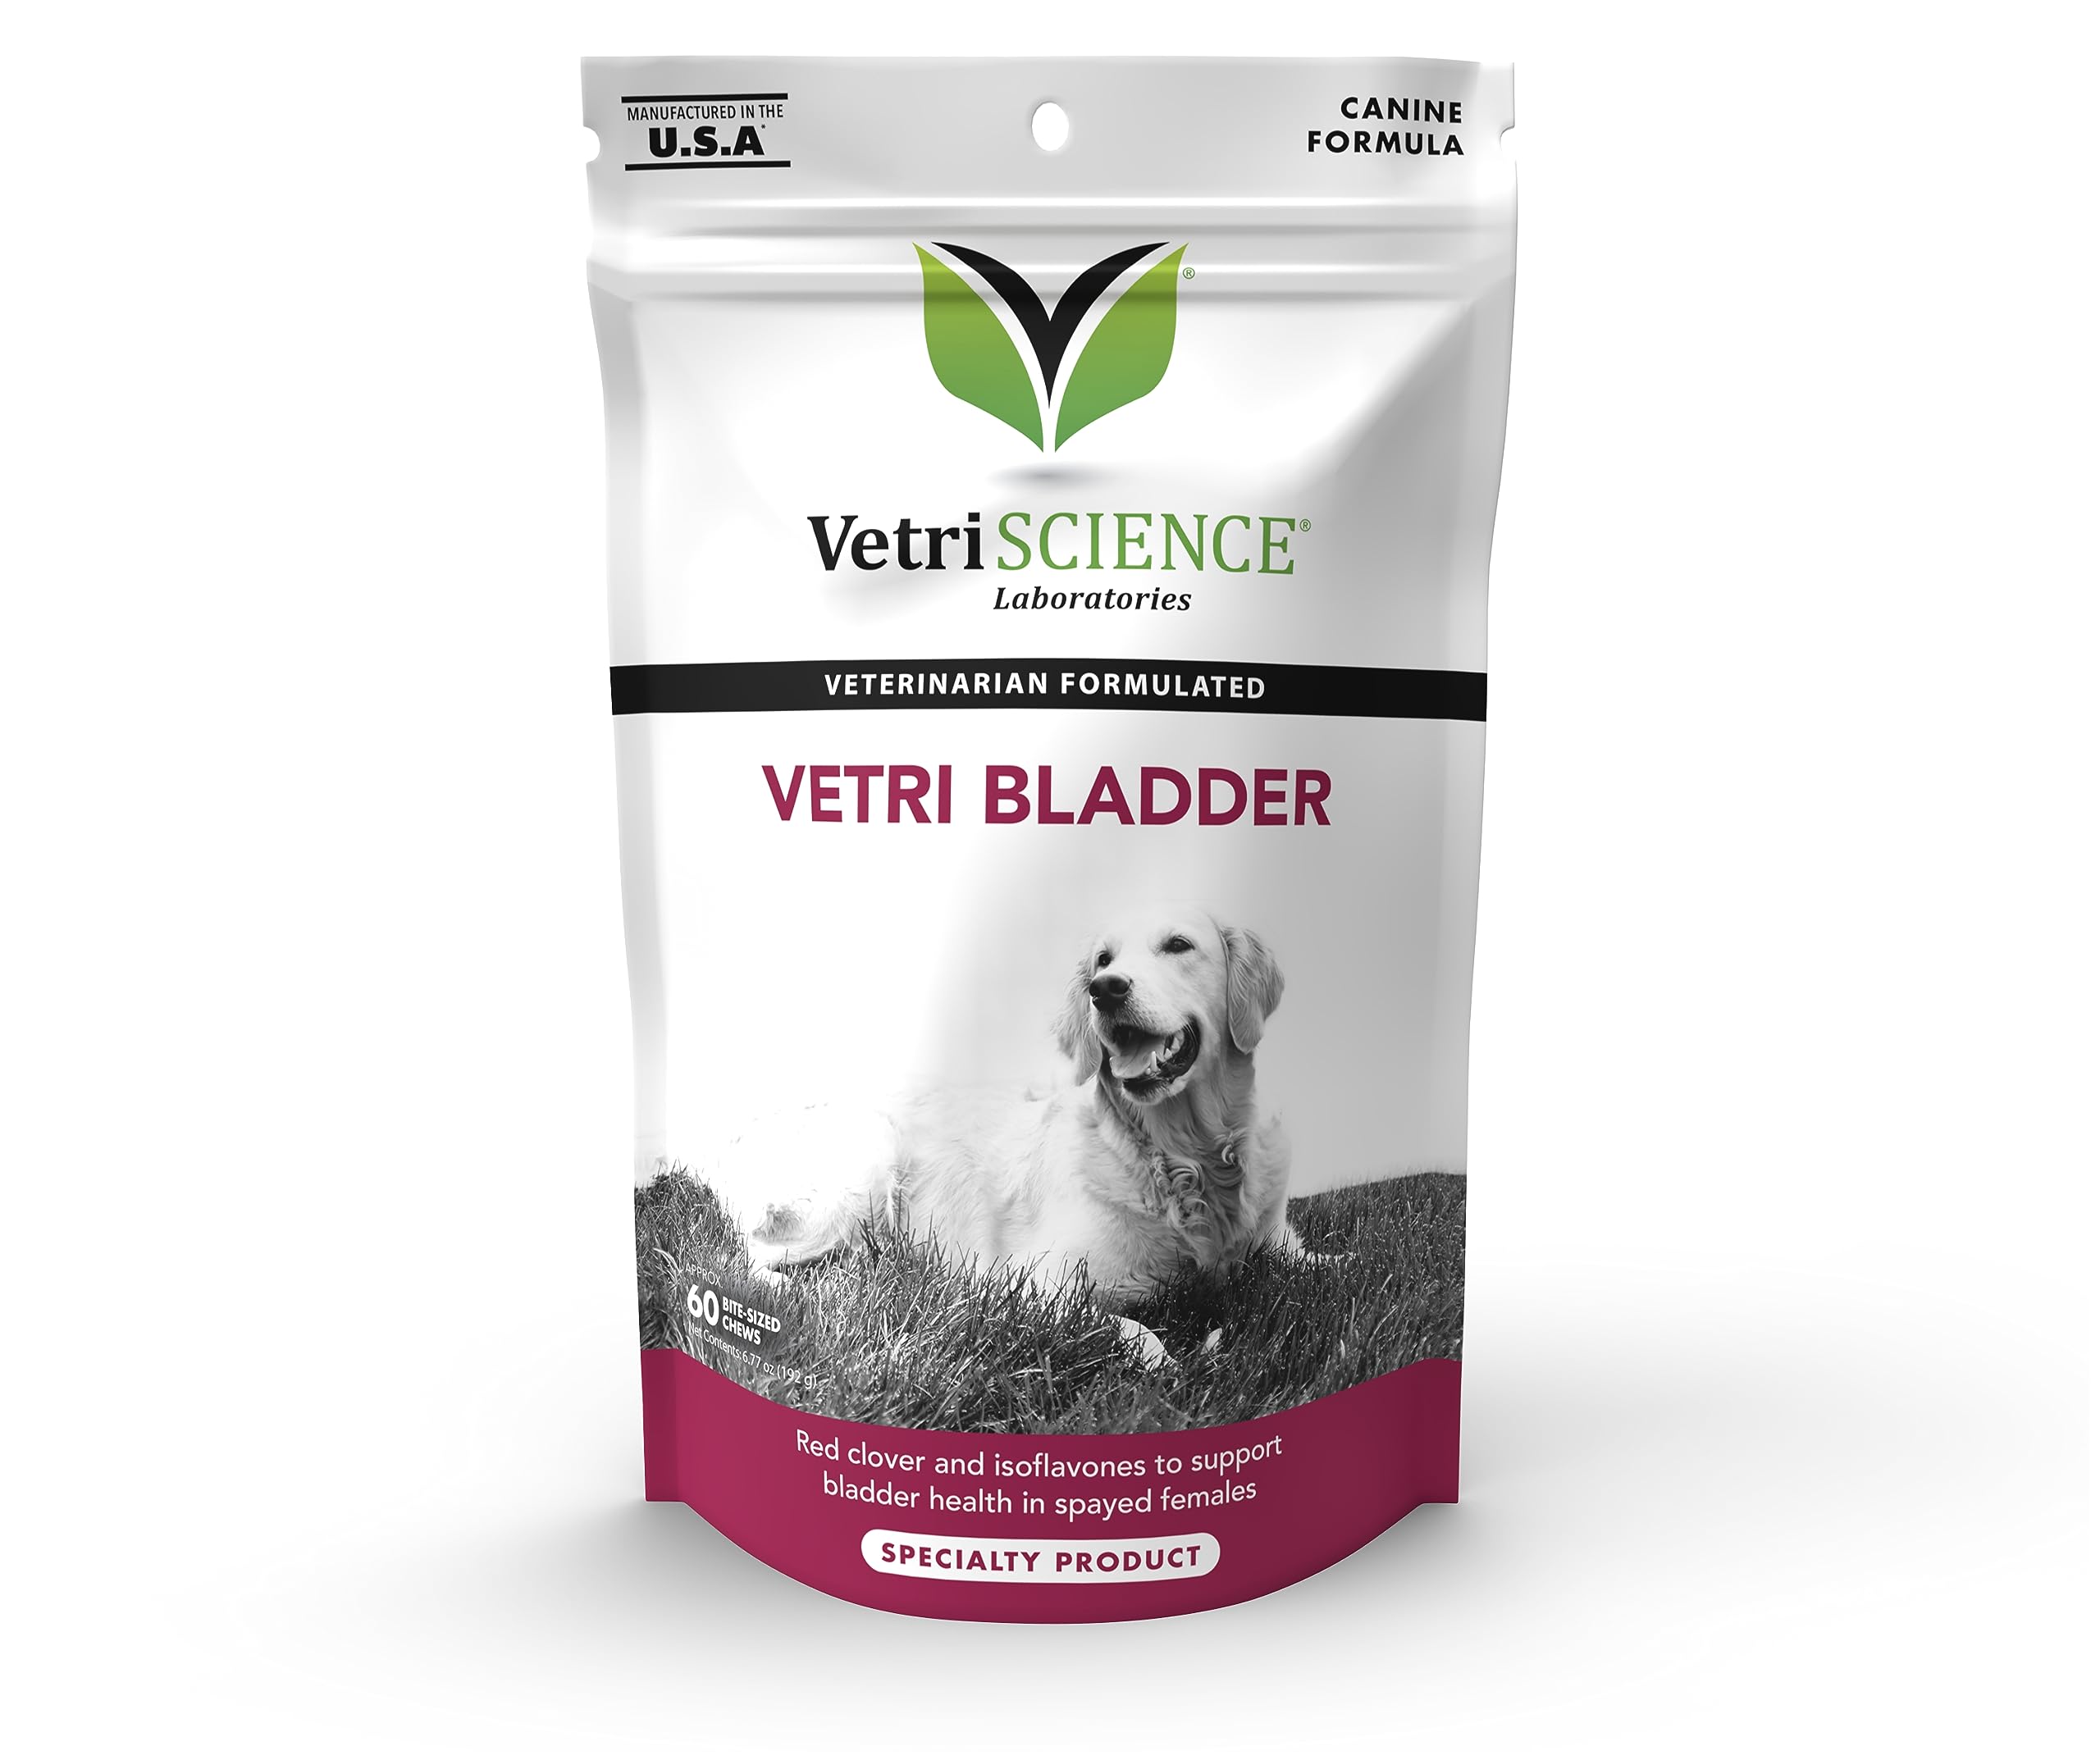 MANUFACTURED IN THE
U.S.A*
CANINE
FORMULA
®
VetriSCIENCE®
Laboratories
VETERINARIAN FORMULATED
VETRI BLADDER
APPROX
60 BITE-SIZED
CHEWS
Net Contents: 6.77 oz (192 g)
Red clover and isoflavones to support
bladder health in spayed females
SPECIALTY PRODUCT